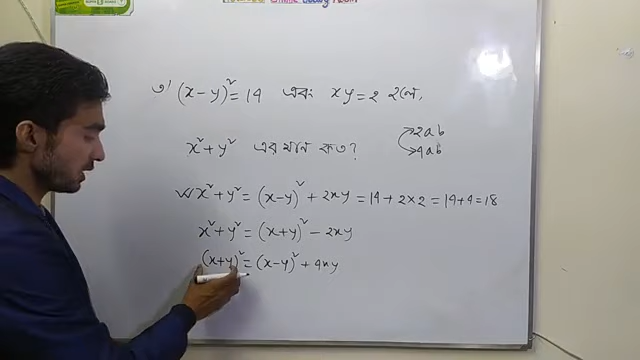 ৩। (x-y)² = 14 এবং xy = 2 হলে,
x² + y² এর মান কত?
2ab
4ab
x² + y² = (x-y)² + 2xy = 14 + 2×2 = 14+4 = 18
x² + y² = (x+y)² - 2xy
(x+y)² = (x-y)² + 4xy